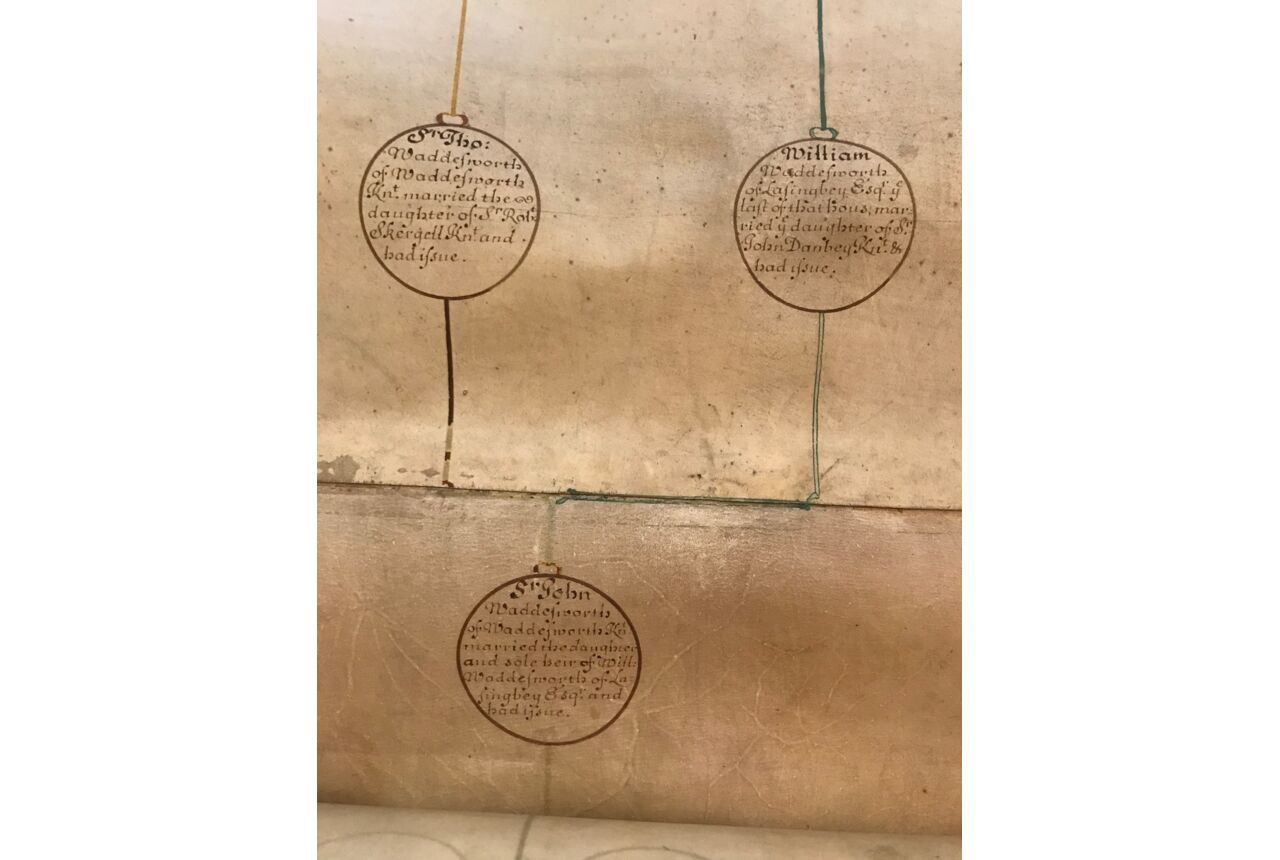 Sr Tho:
Waddesworth
of Waddesworth
Knt. married the
daughter of Sr Robt.
Skergell Knt. and
had issue.
William
Waddesworth
of Lasingbey Esqr. ye
last of that hous, mar:
ried ye daughter of Sr
John Danbey Knt. &
had issue.
Sr John
Waddesworth
of Waddesworth Knt
married the daughter
and sole heir of Will:
Waddesworth of La=
singbey Esqr. and
had issue.